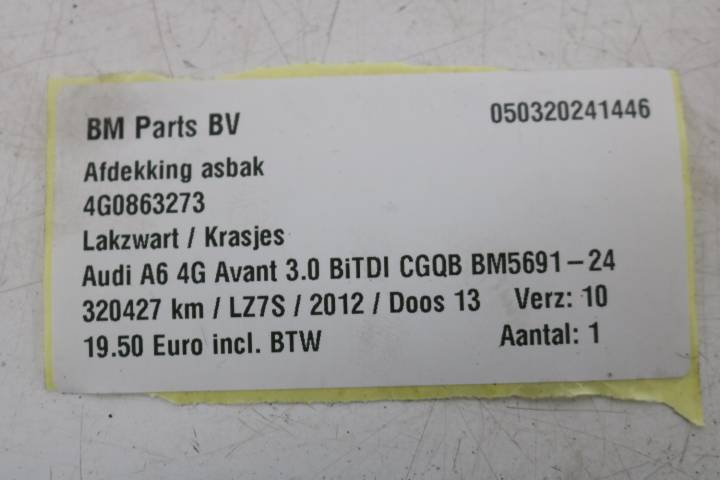 BM Parts BV 050320241446
Afdekking asbak
4G0863273
Lakzwart / Krasjes
Audi A6 4G Avant 3.0 BiTDI CGQB BM5691-24
320427 km / LZ7S / 2012 / Doos 13 Verz: 10
19.50 Euro incl. BTW Aantal: 1